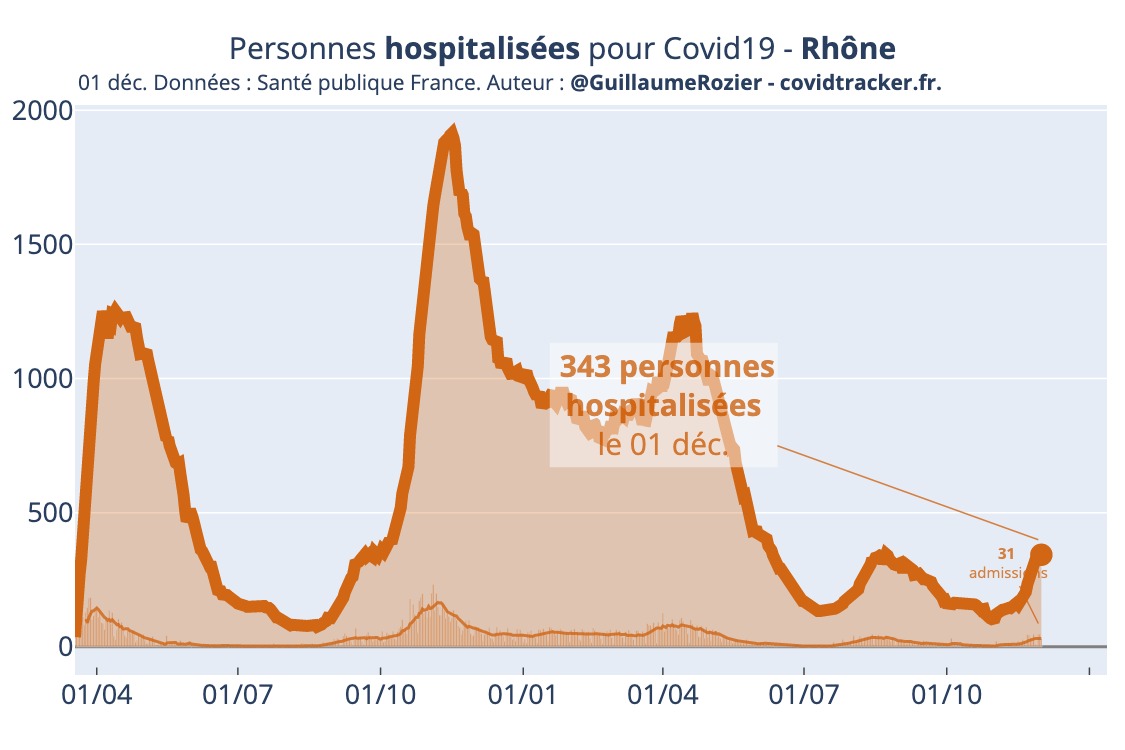 Personnes hospitalisées pour Covid19 - Rhône
01 déc. Données : Santé publique France. Auteur : @GuillaumeRozier - covidtracker.fr.
2000
1500
1000
500
0
343 personnes
hospitalisées
le 01 déc.
31
admissions
01/04
01/07
01/10
01/01
01/04
01/07
01/10